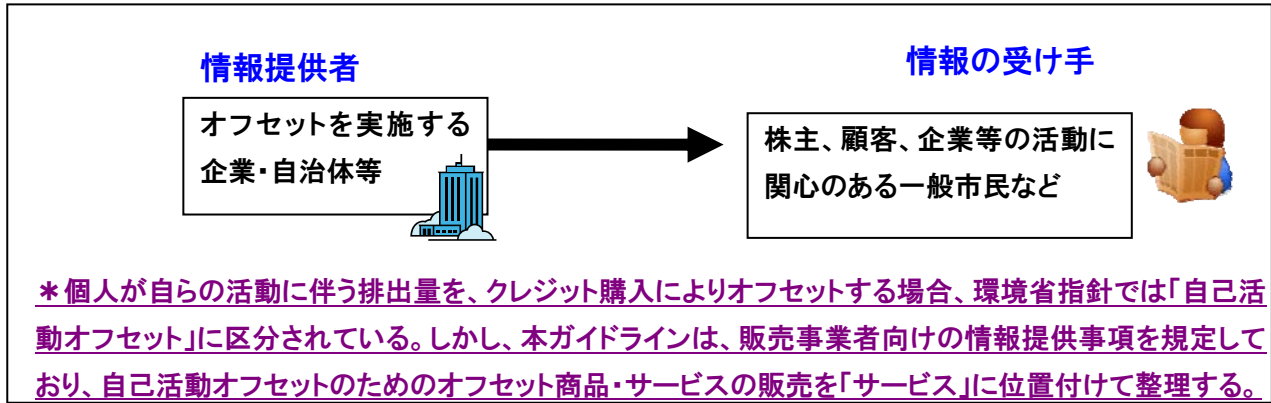 情報提供者
情報の受け手
オフセットを実施する
企業・自治体等
株主、顧客、企業等の活動に
関心のある一般市民など
＊個人が自らの活動に伴う排出量を、クレジット購入によりオフセットする場合、環境省指針では「自己活
動オフセット」に区分されている。しかし、本ガイドラインは、販売事業者向けの情報提供事項を規定して
おり、自己活動オフセットのためのオフセット商品・サービスの販売を「サービス」に位置付けて整理する。